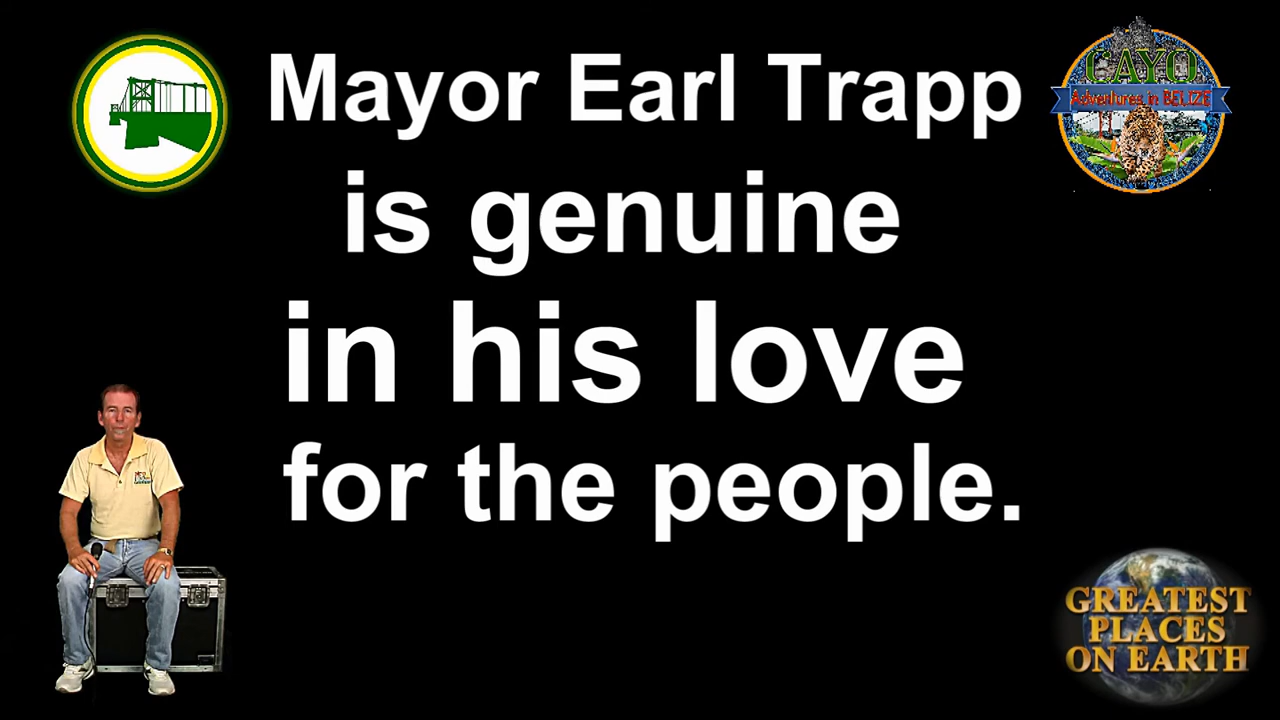 Mayor Earl Trapp
is genuine
in his love
for the people.
CAYO
Adventures in BELIZE
GREATEST
PLACES
ON EARTH